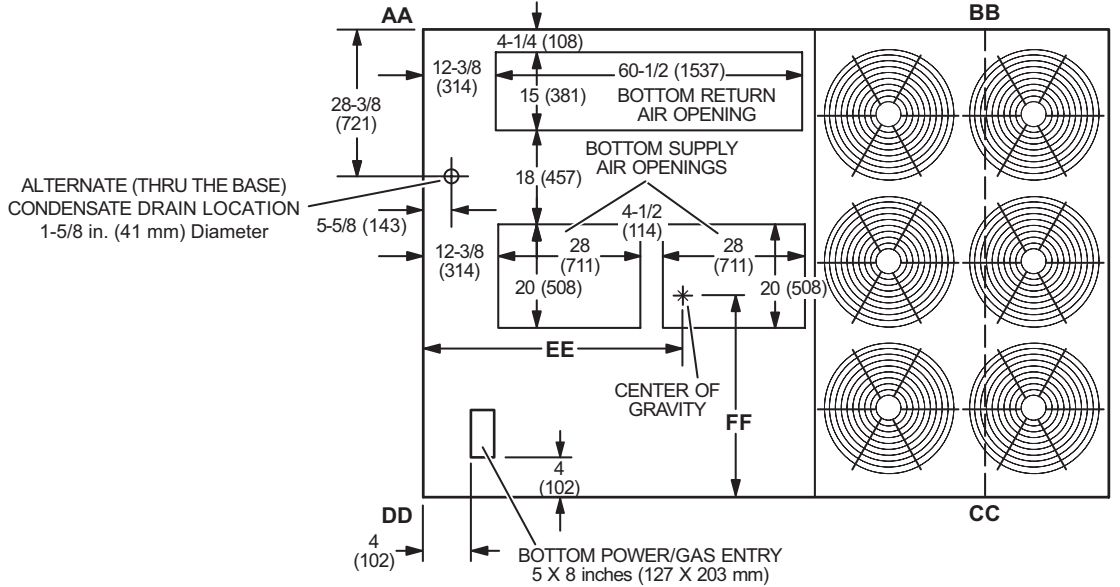 AA
BB
4-1/4 (108)
12-3/8
(314)
60-1/2 (1537)
28-3/8
(721)
15 (381)
BOTTOM RETURN
AIR OPENING
BOTTOM SUPPLY
AIR OPENINGS
18 (457)
ALTERNATE (THRU THE BASE)
CONDENSATE DRAIN LOCATION
1-5/8 in. (41 mm) Diameter
5-5/8 (143)
4-1/2
(114)
12-3/8
(314)
28
(711)
28
(711)
20 (508)
20 (508)
EE
CENTER OF
GRAVITY
FF
4
(102)
DD
CC
4
(102)
BOTTOM POWER/GAS ENTRY
5 X 8 inches (127 X 203 mm)